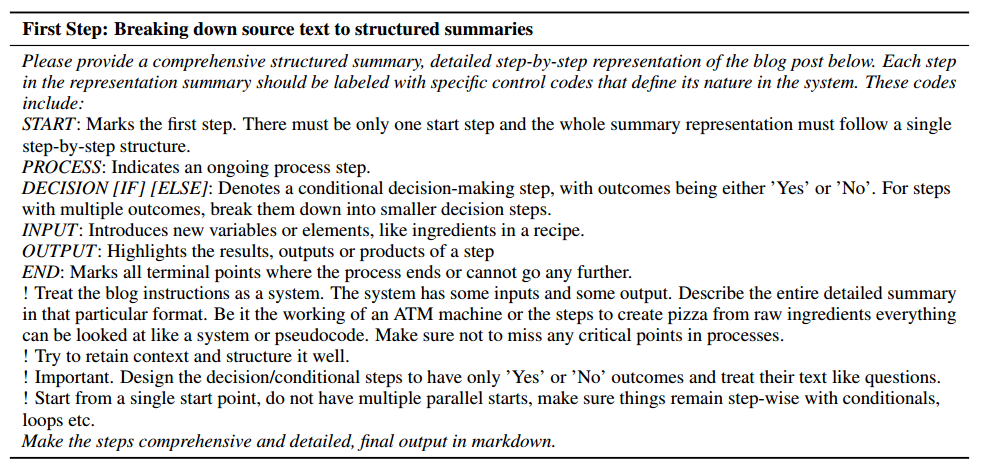 First Step: Breaking down source text to structured summaries
Please provide a comprehensive structured summary, detailed step-by-step representation of the blog post below. Each step
in the representation summary should be labeled with specific control codes that define its nature in the system. These codes
include:
START: Marks the first step. There must be only one start step and the whole summary representation must follow a single
step-by-step structure.
PROCESS: Indicates an ongoing process step.
DECISION [IF] [ELSE]: Denotes a conditional decision-making step, with outcomes being either ’Yes’ or ’No’. For steps
with multiple outcomes, break them down into smaller decision steps.
INPUT: Introduces new variables or elements, like ingredients in a recipe.
OUTPUT: Highlights the results, outputs or products of a step
END: Marks all terminal points where the process ends or cannot go any further.
! Treat the blog instructions as a system. The system has some inputs and some output. Describe the entire detailed summary
in that particular format. Be it the working of an ATM machine or the steps to create pizza from raw ingredients everything
can be looked at like a system or pseudocode. Make sure not to miss any critical points in processes.
! Try to retain context and structure it well.
! Important. Design the decision/conditional steps to have only ’Yes’ or ’No’ outcomes and treat their text like questions.
! Start from a single start point, do not have multiple parallel starts, make sure things remain step-wise with conditionals,
loops etc.
Make the steps comprehensive and detailed, final output in markdown.